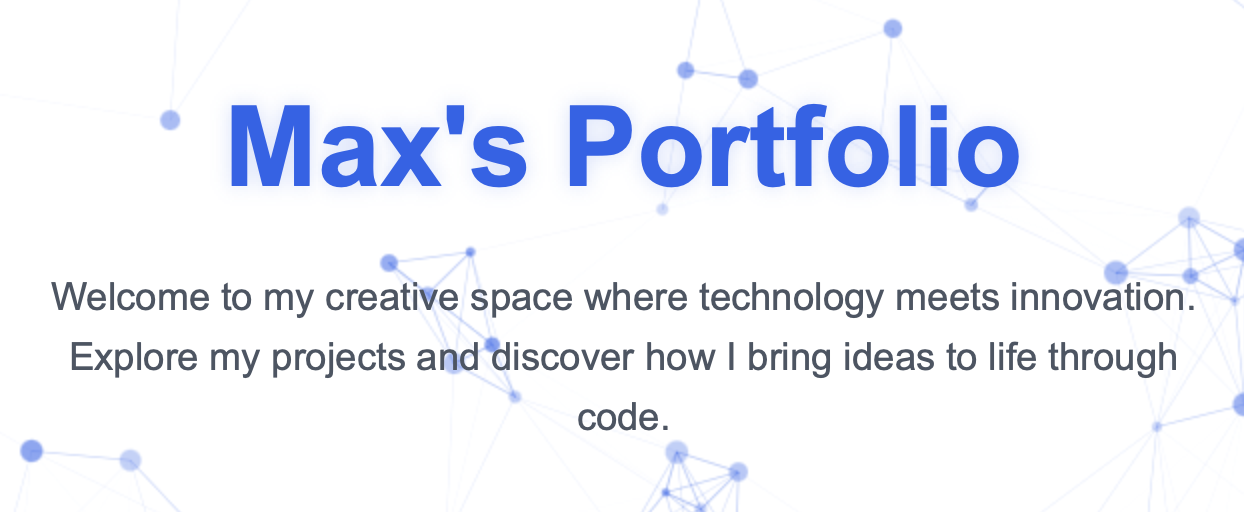 Max's Portfolio
Welcome to my creative space where technology meets innovation.
Explore my projects and discover how I bring ideas to life through
code.